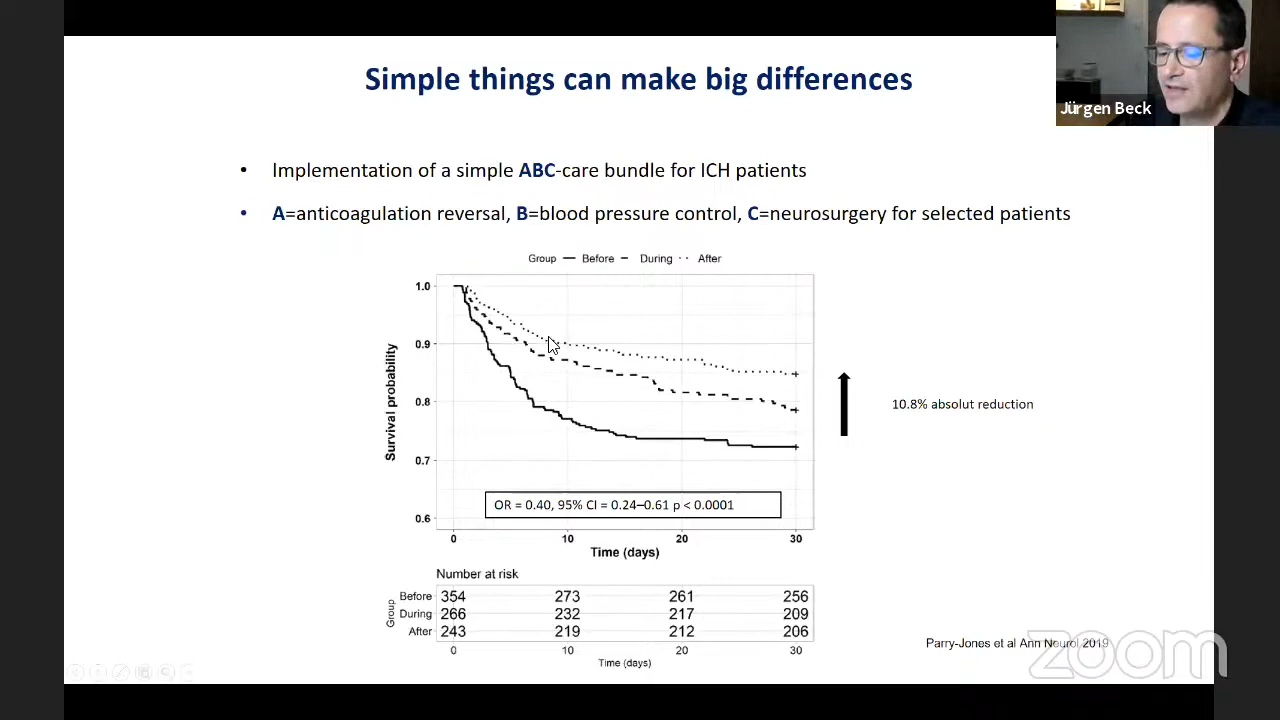 Simple things can make big differences
Jürgen Beck
• Implementation of a simple ABC-care bundle for ICH patients
• A=anticoagulation reversal, B=blood pressure control, C=neurosurgery for selected patients
Group Before During After
1.0
0.9
0.8
0.7
0.6
Survival probability
10.8% absolut reduction
OR = 0.40, 95% CI = 0.24–0.61 p < 0.0001
0 10 20 30
Time (days)
Number at risk
Group
Before 354 273 261 256
During 266 232 217 209
After 243 219 212 206
0 10 20 30
Time (days)
Parry-Jones et al Ann Neurol 2019
zoom